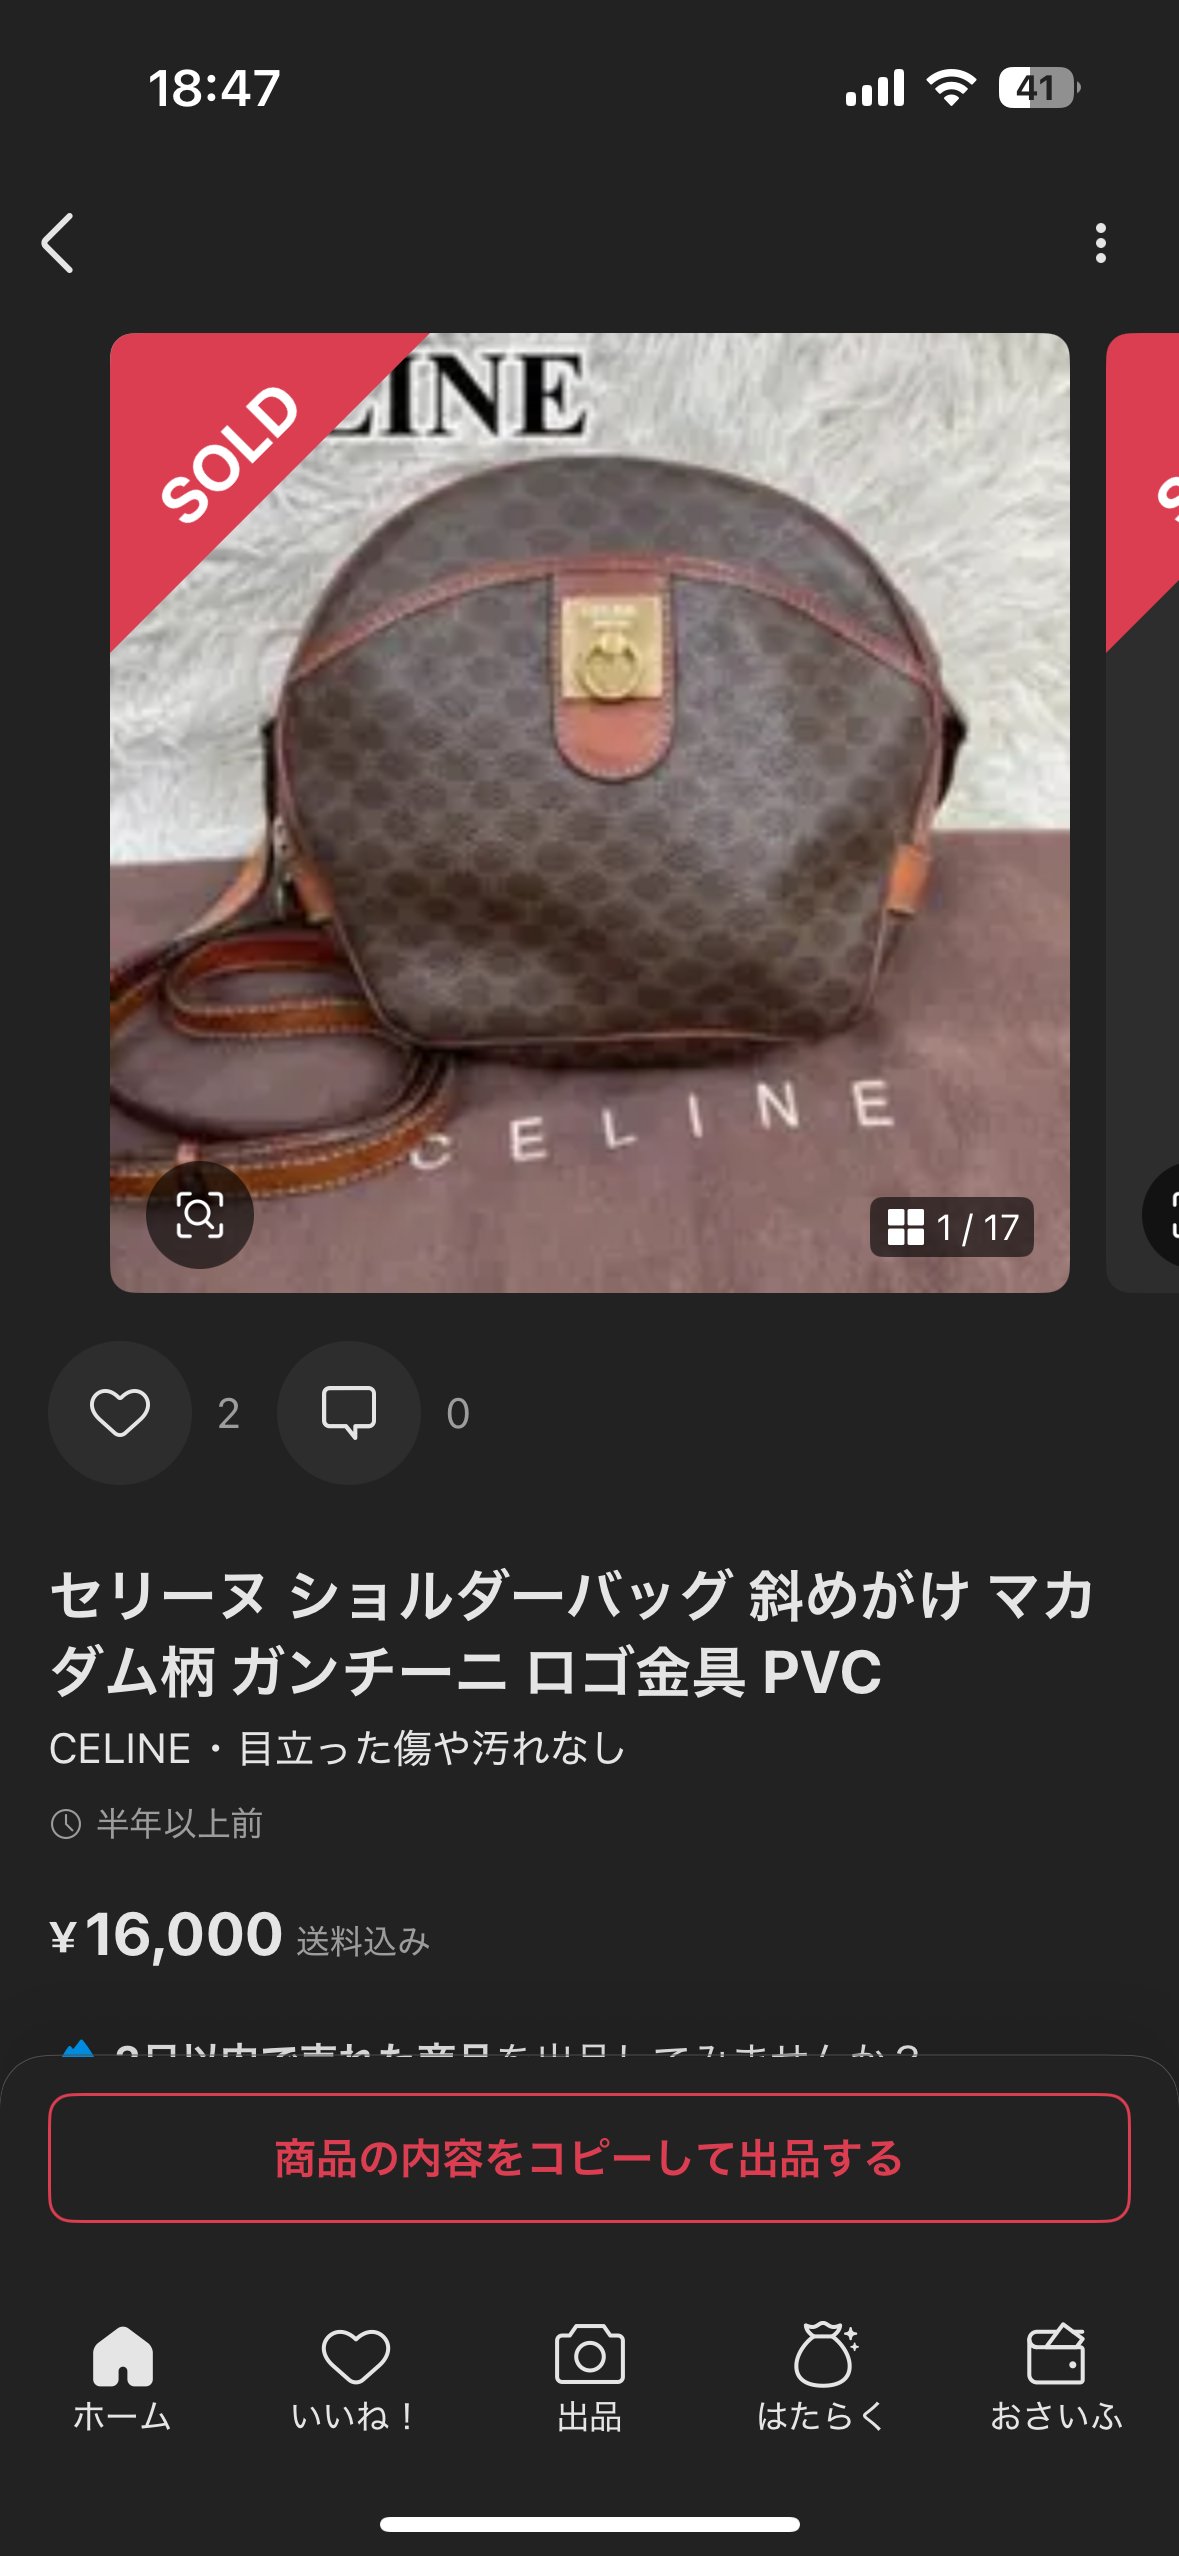 18:47
41
SOLD
LINE
CELINE
1 / 17
2
0
セリーヌ ショルダーバッグ 斜めがけ マカ
ダム柄 ガンチーニ ロゴ金具 PVC
CELINE・目立った傷や汚れなし
半年以上前
¥16,000 送料込み
商品の内容をコピーして出品する
ホーム
いいね！
出品
はたらく
おさいふ